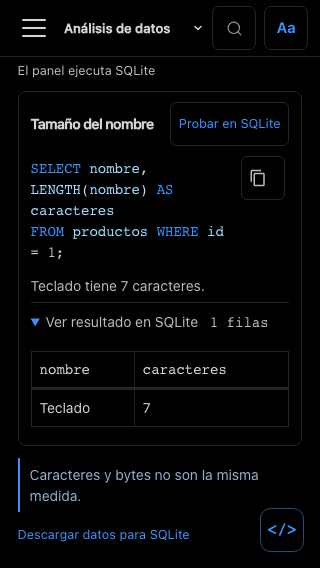 Análisis de datos
Aa
El panel ejecuta SQLite
Tamaño del nombre
Probar en SQLite
SELECT nombre,
LENGTH(nombre) AS
caracteres
FROM productos WHERE id
= 1;
Teclado tiene 7 caracteres.
▼ Ver resultado en SQLite 1 filas
nombre caracteres
Teclado 7
Caracteres y bytes no son la misma
medida.
Descargar datos para SQLite
</>